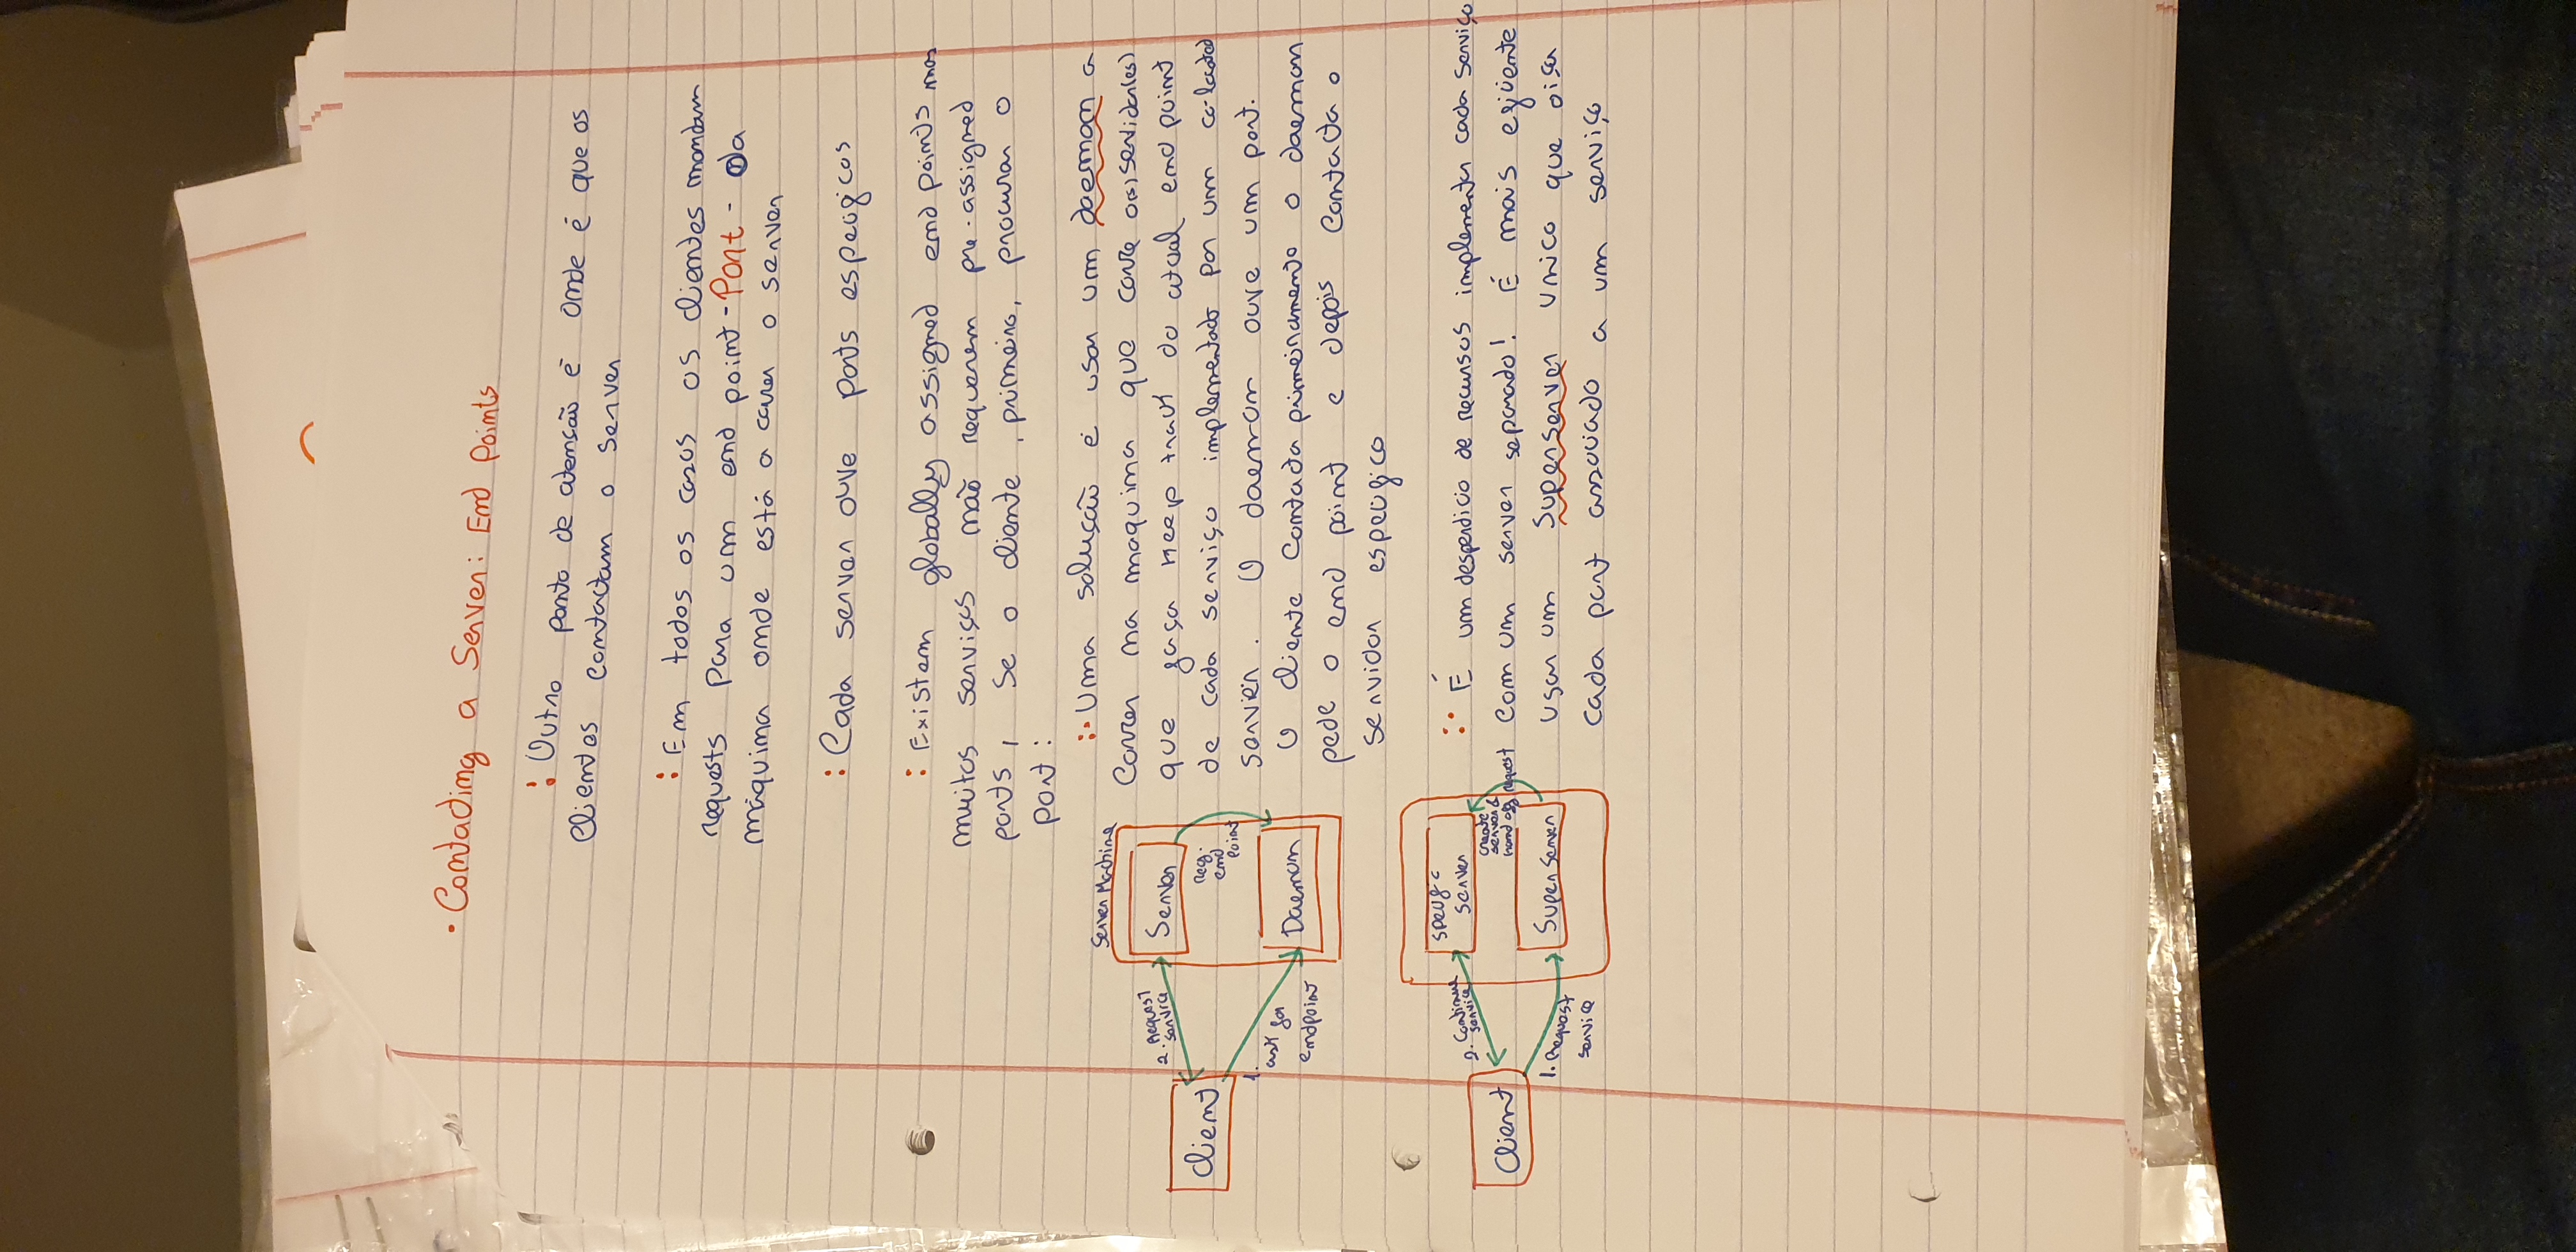 • Contacting a Server: End Points
: Outro ponto de atenção é onde é que os
clientes contactam o server
: Em todos os casos os clientes mandam
requests para um end point - Port - da
máquina onde está a correr o server
: Cada server ouve ports especificos
: Existem globally assigned end points mas
muitos serviços não requerem pre-assigned
ports, Se o cliente, primeiro, procurar o
port:
:· Uma solução é usar um daemon a
correr na maquina que corre o(s) servidor(es)
que faça keep track do atual end point
de cada serviço implementado por um co-located
server. O daemon ouve um port.
O cliente contacta primeiramento o daemon
pede o end point e depois contacta o
servidor especifico
Server Machine
Server
2. Request
service
Client
Reg.
end
point
1.
ask for
endpoint
Daemon
:: É um desperdicio de recursos implementar cada serviço
com um server separado! É mais eficiente
usar um Superserver unico que oiça
cada port associado a um serviço
specific
server
2. Continue
service
Client
create
server &
hand off request
1. Request
service
Super Server